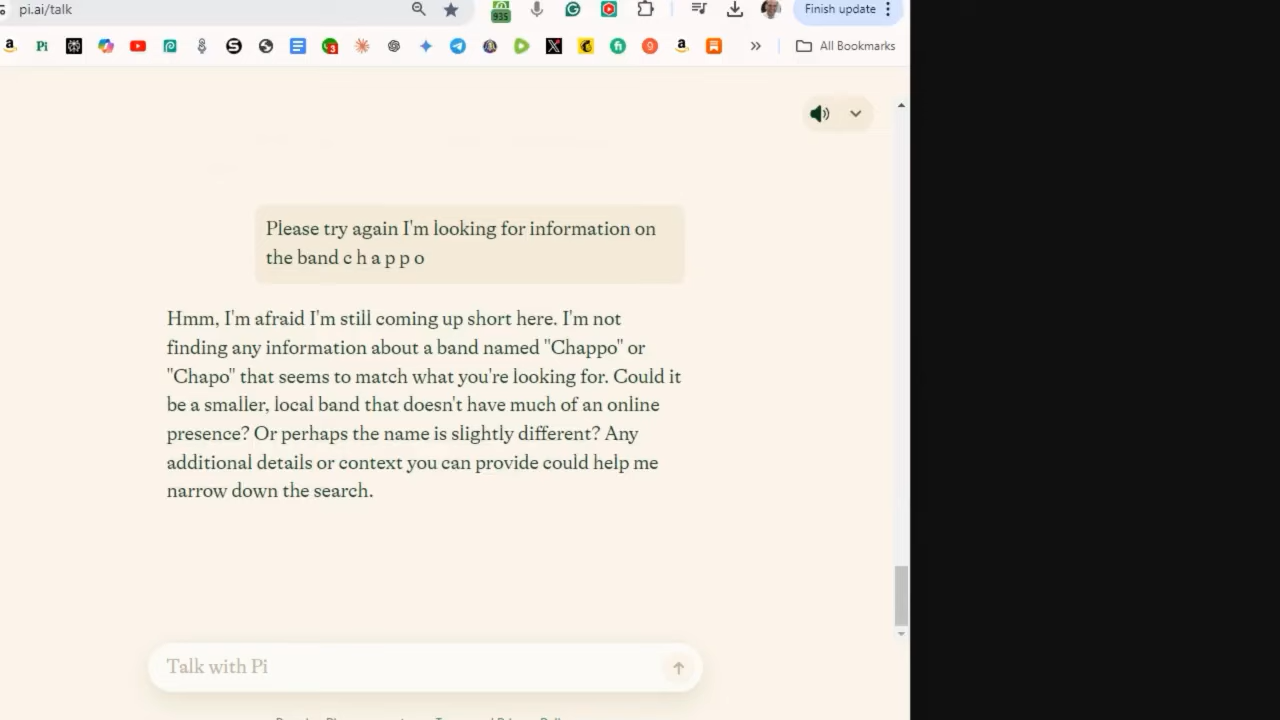 pi.ai/talk
935
Finish update
Pi
3
All Bookmarks
Please try again I'm looking for information on
the band c h a p p o
Hmm, I'm afraid I'm still coming up short here. I'm not
finding any information about a band named "Chappo" or
"Chapo" that seems to match what you're looking for. Could it
be a smaller, local band that doesn't have much of an online
presence? Or perhaps the name is slightly different? Any
additional details or context you can provide could help me
narrow down the search.
Talk with Pi